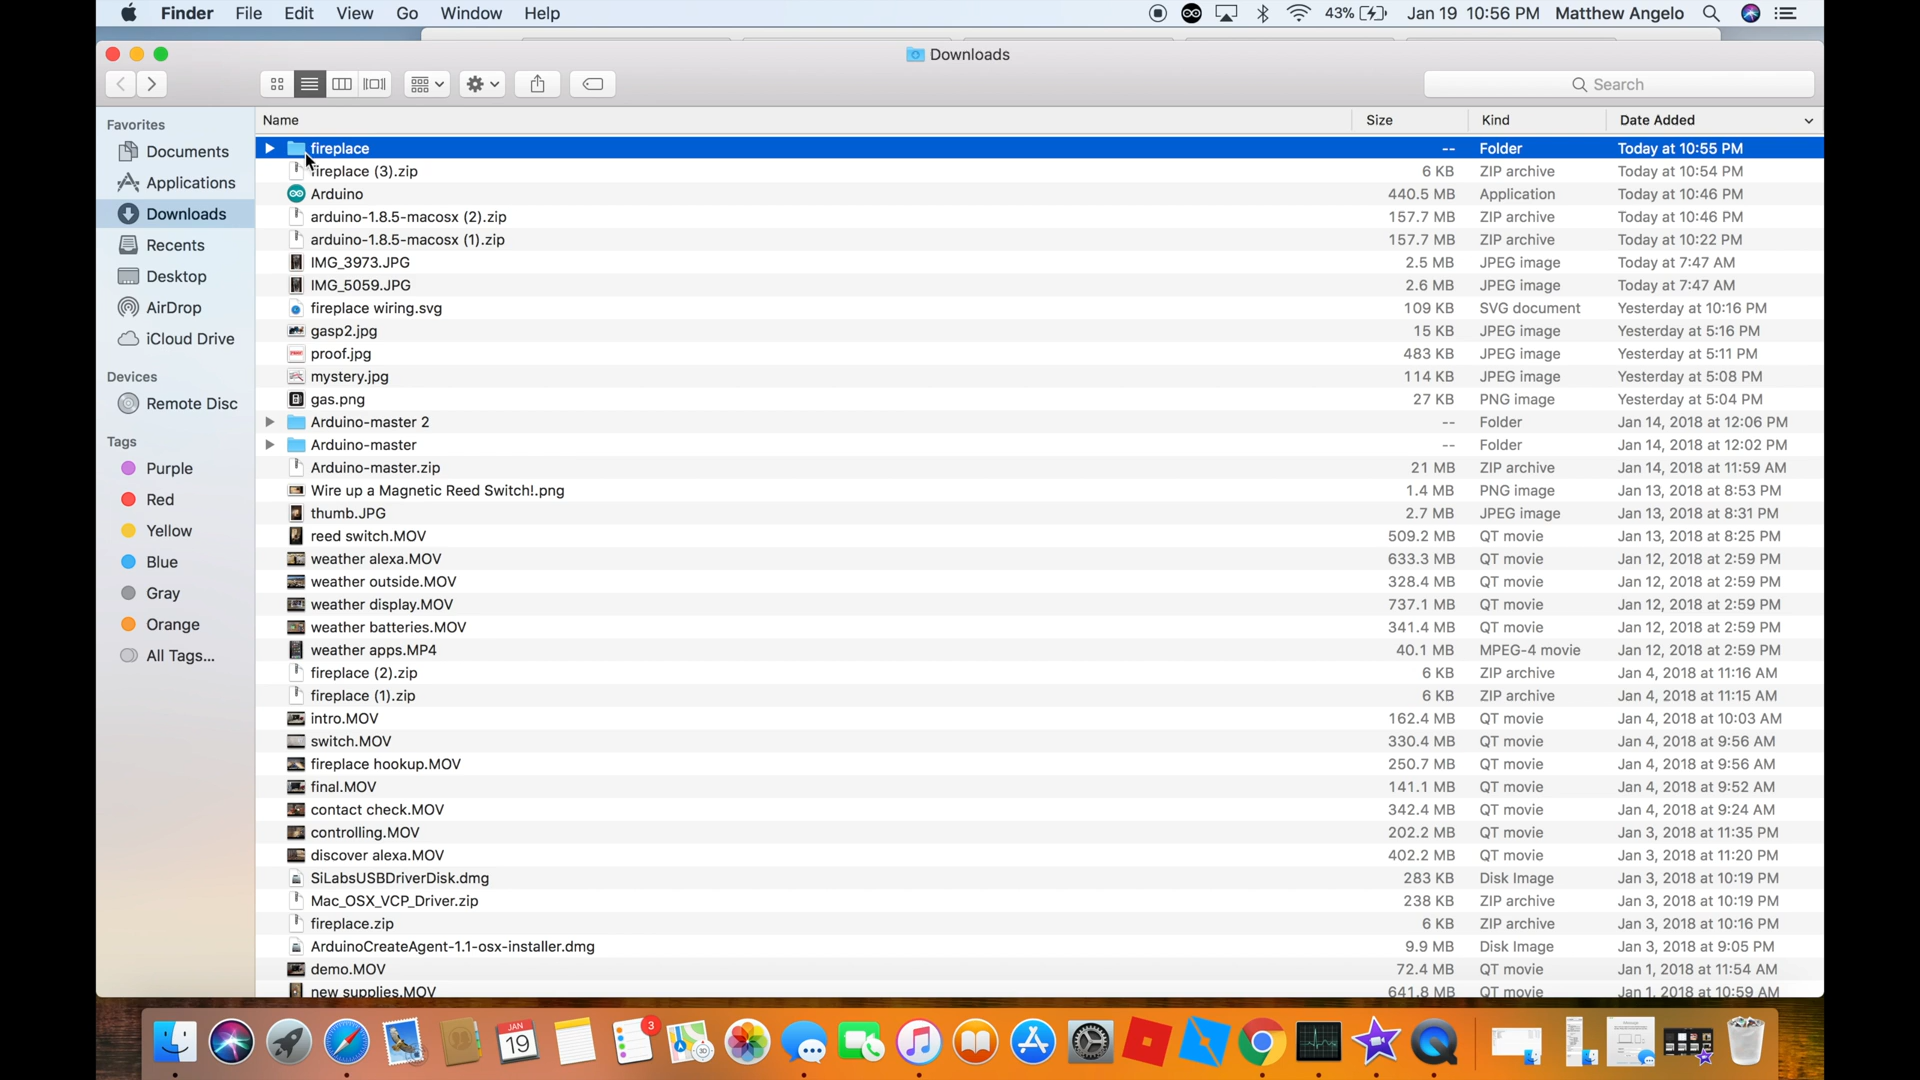 Finder File Edit View Go Window Help 43% Jan 19 10:56 PM Matthew Angelo
Downloads
Search
Favorites
Documents
Applications
Downloads
Recents
Desktop
AirDrop
iCloud Drive
Devices
Remote Disc
Tags
Purple
Red
Yellow
Blue
Gray
Orange
All Tags...
Name Size Kind Date Added
fireplace -- Folder Today at 10:55 PM
fireplace (3).zip 6 KB ZIP archive Today at 10:54 PM
Arduino 440.5 MB Application Today at 10:46 PM
arduino-1.8.5-macosx (2).zip 157.7 MB ZIP archive Today at 10:46 PM
arduino-1.8.5-macosx (1).zip 157.7 MB ZIP archive Today at 10:22 PM
IMG_3973.JPG 2.5 MB JPEG image Today at 7:47 AM
IMG_5059.JPG 2.6 MB JPEG image Today at 7:47 AM
fireplace wiring.svg 109 KB SVG document Yesterday at 10:16 PM
gasp2.jpg 15 KB JPEG image Yesterday at 5:16 PM
proof.jpg 483 KB JPEG image Yesterday at 5:11 PM
mystery.jpg 114 KB JPEG image Yesterday at 5:08 PM
gas.png 27 KB PNG image Yesterday at 5:04 PM
Arduino-master 2 -- Folder Jan 14, 2018 at 12:06 PM
Arduino-master -- Folder Jan 14, 2018 at 12:02 PM
Arduino-master.zip 21 MB ZIP archive Jan 14, 2018 at 11:59 AM
Wire up a Magnetic Reed Switch!.png 1.4 MB PNG image Jan 13, 2018 at 8:53 PM
thumb.JPG 2.7 MB JPEG image Jan 13, 2018 at 8:31 PM
reed switch.MOV 509.2 MB QT movie Jan 13, 2018 at 8:25 PM
weather alexa.MOV 633.3 MB QT movie Jan 12, 2018 at 2:59 PM
weather outside.MOV 328.4 MB QT movie Jan 12, 2018 at 2:59 PM
weather display.MOV 737.1 MB QT movie Jan 12, 2018 at 2:59 PM
weather batteries.MOV 341.4 MB QT movie Jan 12, 2018 at 2:59 PM
weather apps.MP4 40.1 MB MPEG-4 movie Jan 12, 2018 at 2:59 PM
fireplace (2).zip 6 KB ZIP archive Jan 4, 2018 at 11:16 AM
fireplace (1).zip 6 KB ZIP archive Jan 4, 2018 at 11:15 AM
intro.MOV 162.4 MB QT movie Jan 4, 2018 at 10:03 AM
switch.MOV 330.4 MB QT movie Jan 4, 2018 at 9:56 AM
fireplace hookup.MOV 250.7 MB QT movie Jan 4, 2018 at 9:56 AM
final.MOV 141.1 MB QT movie Jan 4, 2018 at 9:52 AM
contact check.MOV 342.4 MB QT movie Jan 4, 2018 at 9:24 AM
controlling.MOV 202.2 MB QT movie Jan 3, 2018 at 11:35 PM
discover alexa.MOV 402.2 MB QT movie Jan 3, 2018 at 11:20 PM
SiLabsUSBDriverDisk.dmg 283 KB Disk Image Jan 3, 2018 at 10:19 PM
Mac_OSX_VCP_Driver.zip 238 KB ZIP archive Jan 3, 2018 at 10:19 PM
fireplace.zip 6 KB ZIP archive Jan 3, 2018 at 10:16 PM
ArduinoCreateAgent-1.1-osx-installer.dmg 9.9 MB Disk Image Jan 3, 2018 at 9:05 PM
demo.MOV 72.4 MB QT movie Jan 1, 2018 at 11:54 AM
new supplies.MOV 641.8 MB QT movie Jan 1, 2018 at 10:59 AM
JAN
19
3